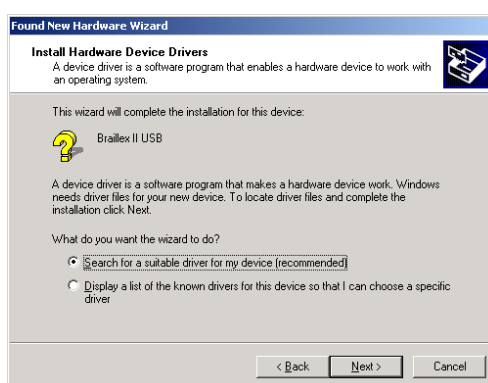 Found New Hardware Wizard
Install Hardware Device Drivers
A device driver is a software program that enables a hardware device to work with
an operating system.
This wizard will complete the installation for this device:
Braillex II USB
A device driver is a software program that makes a hardware device work. Windows
needs driver files for your new device. To locate driver files and complete the
installation click Next.
What do you want the wizard to do?
Search for a suitable driver for my device (recommended)
Display a list of the known drivers for this device so that I can choose a specific
driver
< Back Next > Cancel